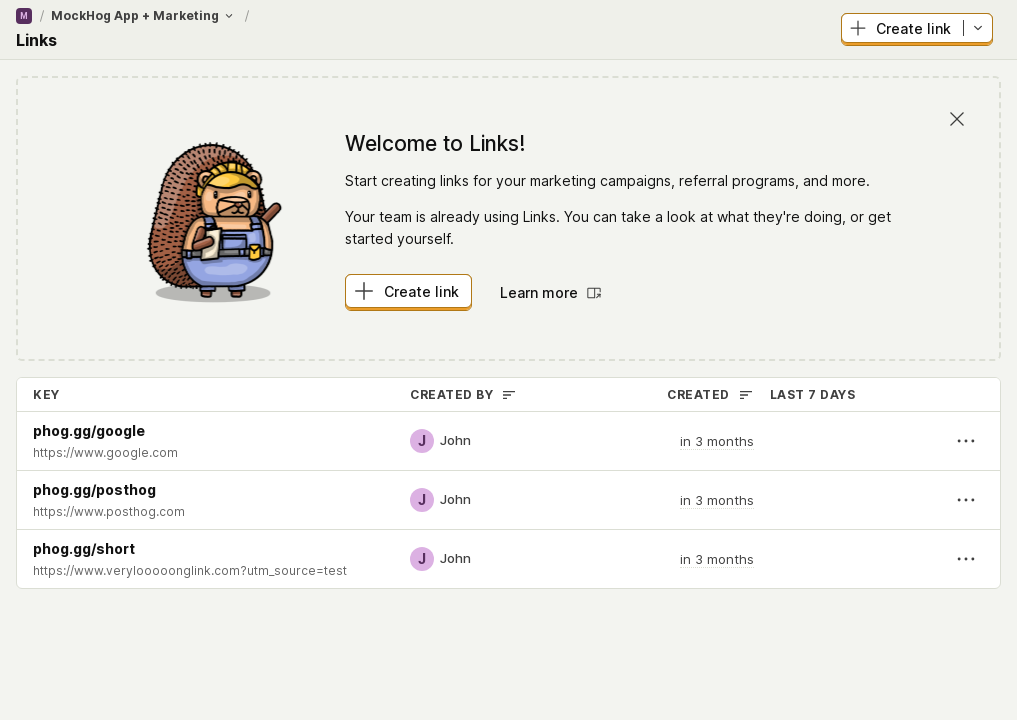 M / MockHog App + Marketing /
Links
Create link
Welcome to Links!
Start creating links for your marketing campaigns, referral programs, and more.
Your team is already using Links. You can take a look at what they're doing, or get
started yourself.
Create link
Learn more
KEY CREATED BY CREATED LAST 7 DAYS
phog.gg/google
https://www.google.com
J John
in 3 months
phog.gg/posthog
https://www.posthog.com
J John
in 3 months
phog.gg/short
https://www.verylooooonglink.com?utm_source=test
J John
in 3 months